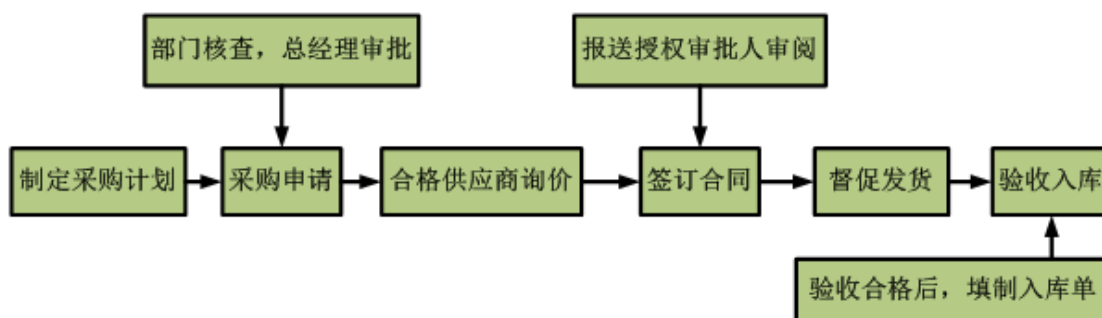 部门核查，总经理审批
报送授权审批人审阅
制定采购计划
采购申请
合格供应商询价
签订合同
督促发货
验收入库
验收合格后，填制入库单